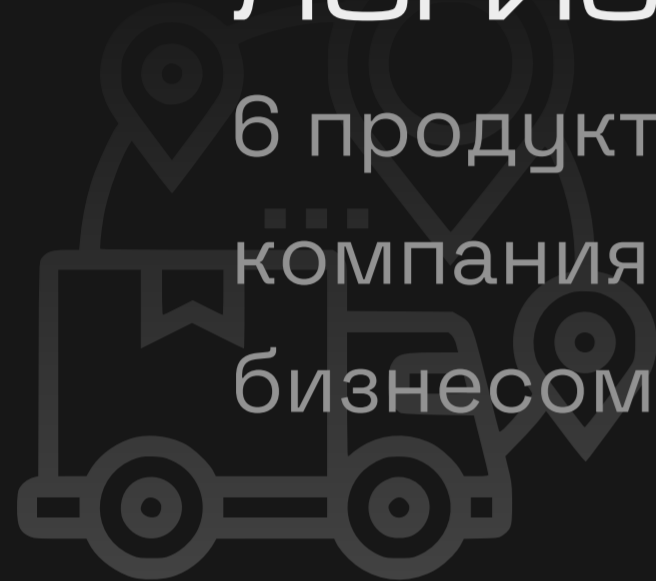 6 продукт
компания
бизнесом